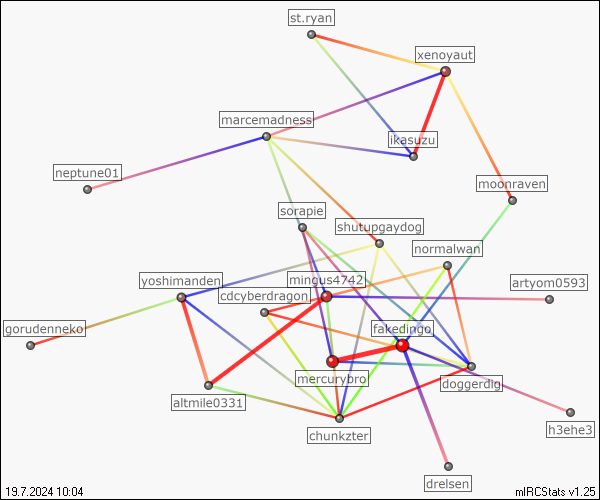 st.ryan
xenoyaut
marcemadness
ikasuzu
neptune01
moonraven
sorapie
shutupgaydog
normalwan
yoshimanden
mingus4742
artyom0593
cdcyberdragon
gorudenneko
fakedingo
mercurybro
doggerdig
altmile0331
h3ehe3
chunkzter
drelsen
19.7.2024 10:04
mIRCStats v1.25